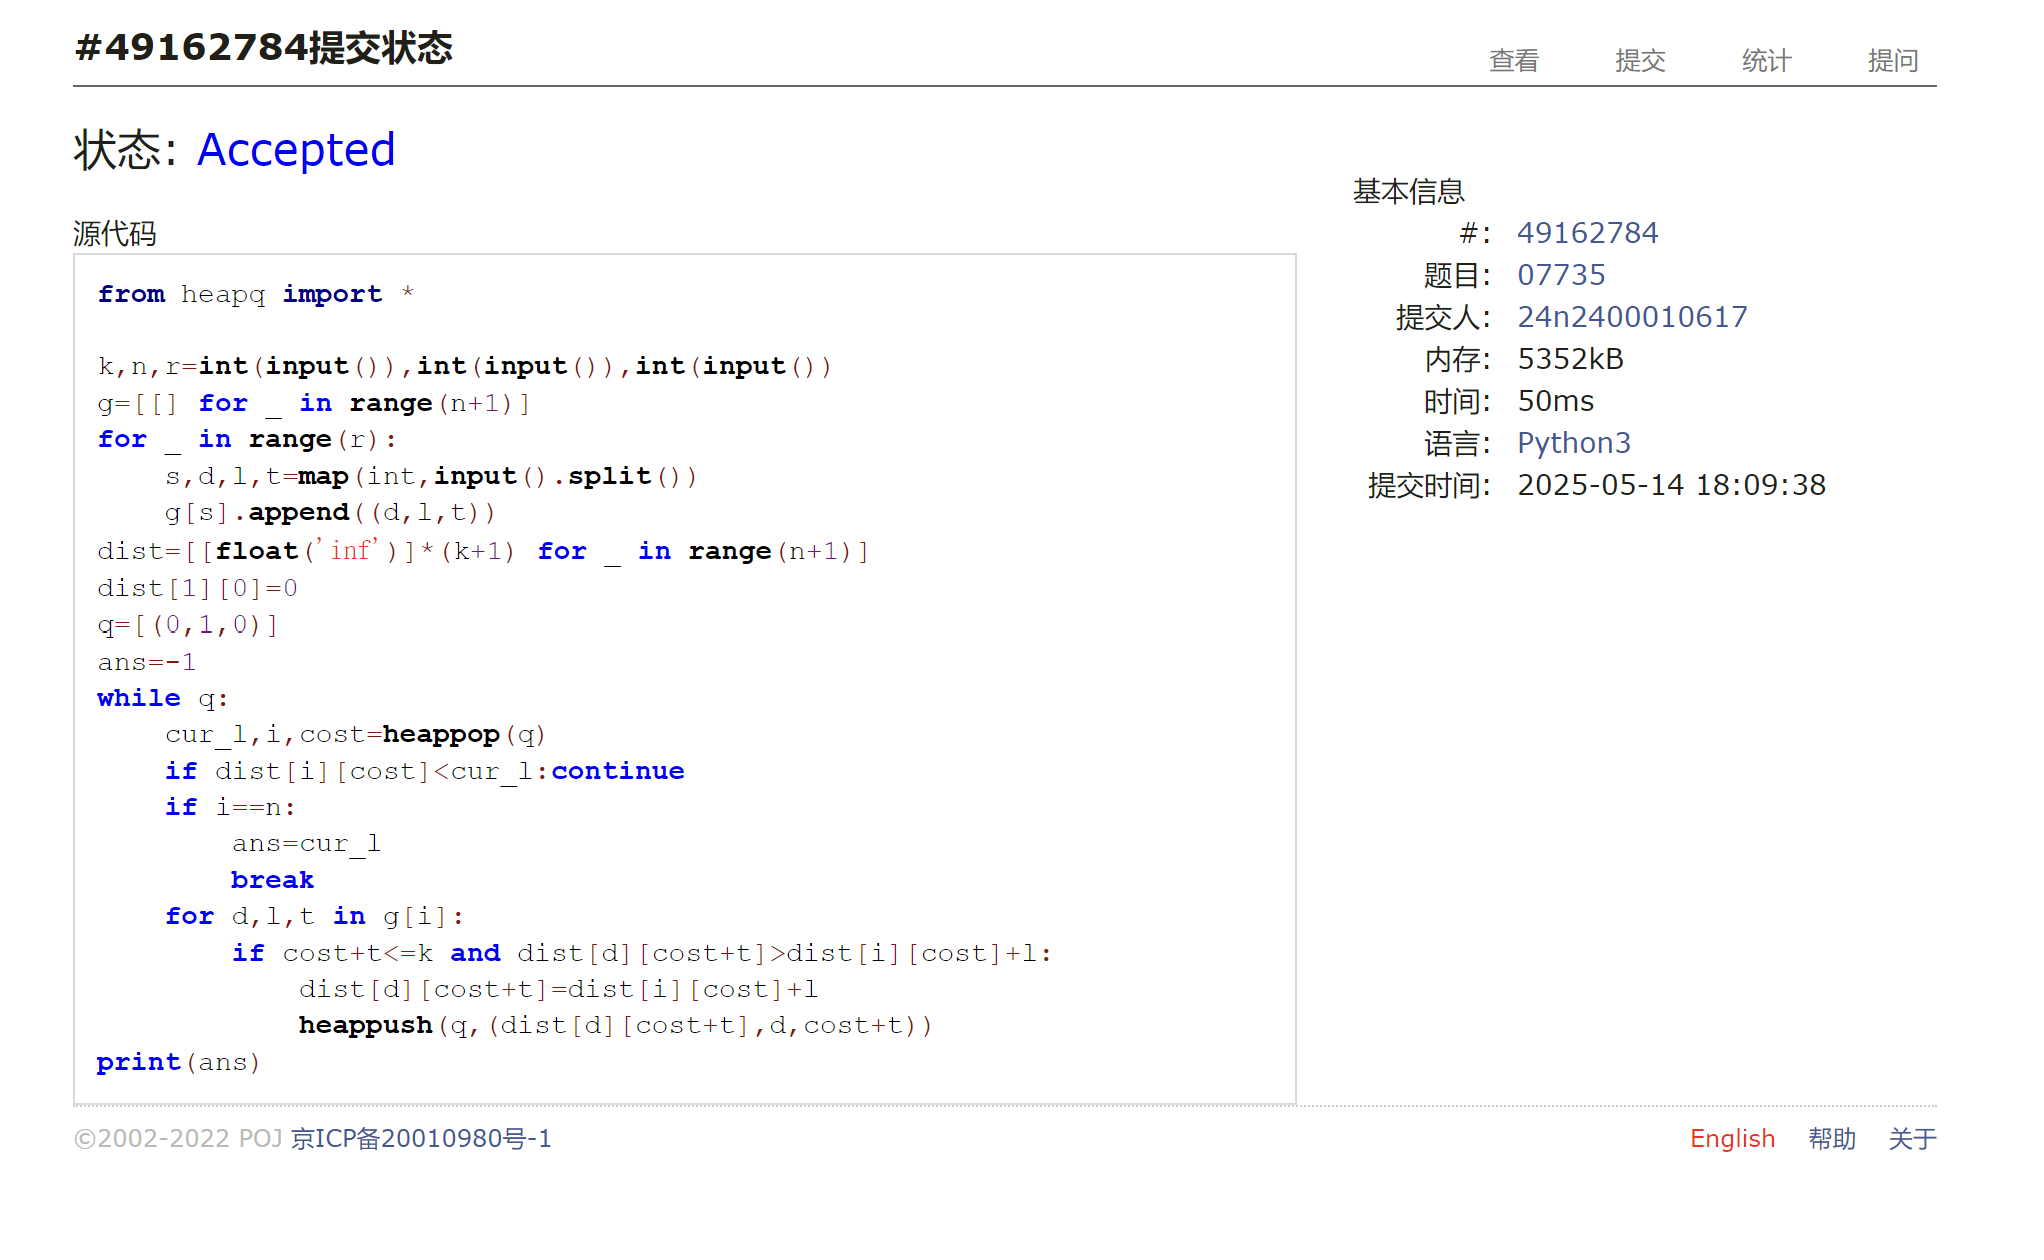 #49162784提交状态
查看 提交 统计 提问
状态: Accepted
源代码
from heapq import *

k,n,r=int(input()),int(input()),int(input())
g=[[] for _ in range(n+1)]
for _ in range(r):
    s,d,l,t=map(int,input().split())
    g[s].append((d,l,t))
dist=[[float('inf')]*(k+1) for _ in range(n+1)]
dist[1][0]=0
q=[(0,1,0)]
ans=-1
while q:
    cur_l,i,cost=heappop(q)
    if dist[i][cost]<cur_l:continue
    if i==n:
        ans=cur_l
        break
    for d,l,t in g[i]:
        if cost+t<=k and dist[d][cost+t]>dist[i][cost]+l:
            dist[d][cost+t]=dist[i][cost]+l
            heappush(q,(dist[d][cost+t],d,cost+t))
print(ans)
基本信息
#: 49162784
题目: 07735
提交人: 24n2400010617
内存: 5352kB
时间: 50ms
语言: Python3
提交时间: 2025-05-14 18:09:38
©2002-2022 POJ 京ICP备20010980号-1
English 帮助 关于